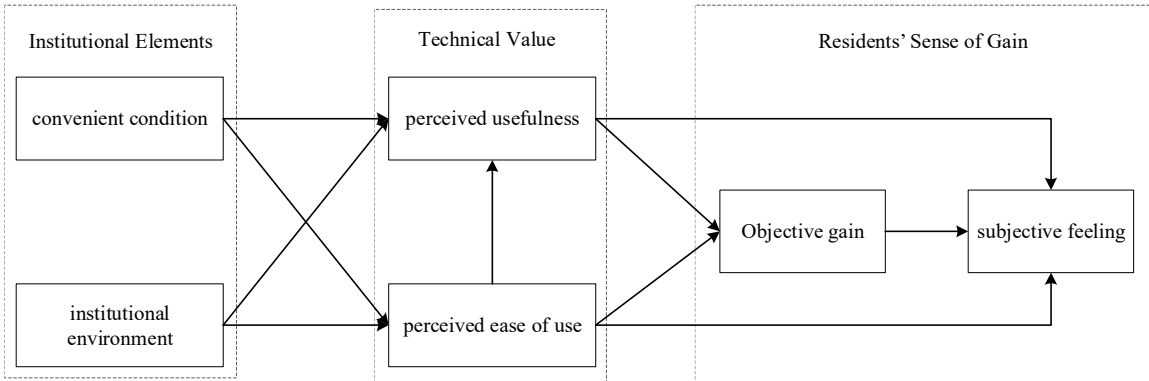 Institutional Elements
Technical Value
Residents' Sense of Gain
convenient condition
perceived usefulness
Objective gain
subjective feeling
institutional
environment
perceived ease of use